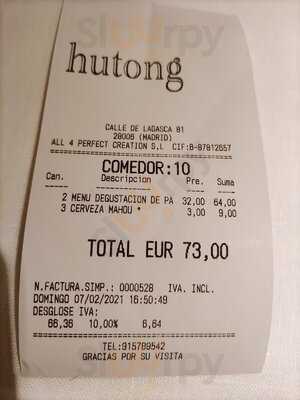 hutong
CALLE DE LAGASCA 81
28006 (MADRID)
ALL 4 PERFECT CREATION S.L CIF:B-87812657
COMEDOR:10
Can. Descripcion Pre. Suma
2 MENU DEGUSTACION DE PA 32,00 64,00
3 CERVEZA MAHOU * 3,00 9,00
TOTAL EUR 73,00
N.FACTURA.SIMP.: 0000528 IVA. INCL.
DOMINGO 07/02/2021 16:50:49
DESGLOSE IVA:
66,36 10,00% 6,64
TEL:915789542
GRACIAS POR SU VISITA